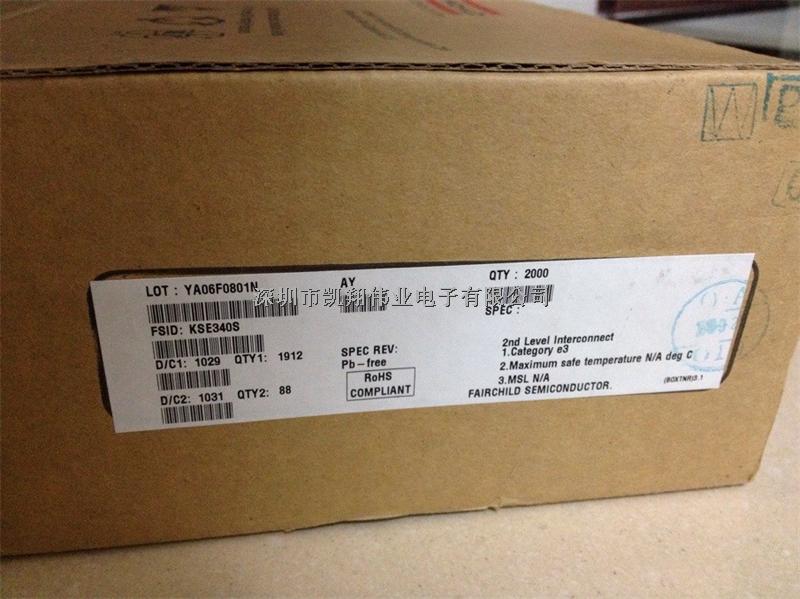 LOT : YA06F0801N
AY
QTY : 2000
深圳市凯翔伟业电子有限公司
SPEC :
FSID: KSE340S
D/C1: 1029 QTY1: 1912
D/C2: 1031 QTY2: 88
SPEC REV:
Pb-free
RoHS
COMPLIANT
2nd Level Interconnect
1.Category e3
2.Maximum safe temperature N/A deg C
3.MSL N/A
FAIRCHILD SEMICONDUCTOR.
(BOXTNR)3.1